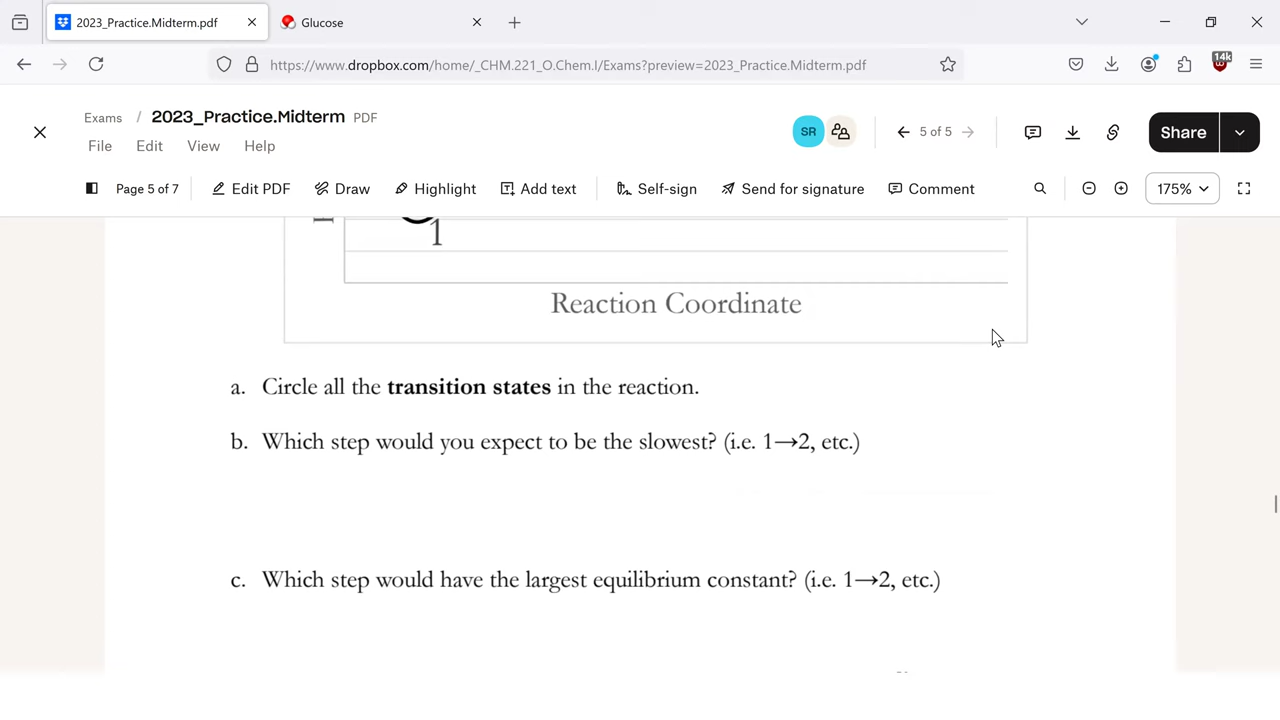 2023_Practice.Midterm.pdf
Glucose
https://www.dropbox.com/home/_CHM.221_O.Chem.I/Exams?preview=2023_Practice.Midterm.pdf
14k
Exams / 2023_Practice.Midterm PDF
File Edit View Help
SR
5 of 5
Share
Page 5 of 7
Edit PDF
Draw
Highlight
Add text
Self-sign
Send for signature
Comment
175%
1
Reaction Coordinate
a. Circle all the transition states in the reaction.
b. Which step would you expect to be the slowest? (i.e. 1→2, etc.)
c. Which step would have the largest equilibrium constant? (i.e. 1→2, etc.)